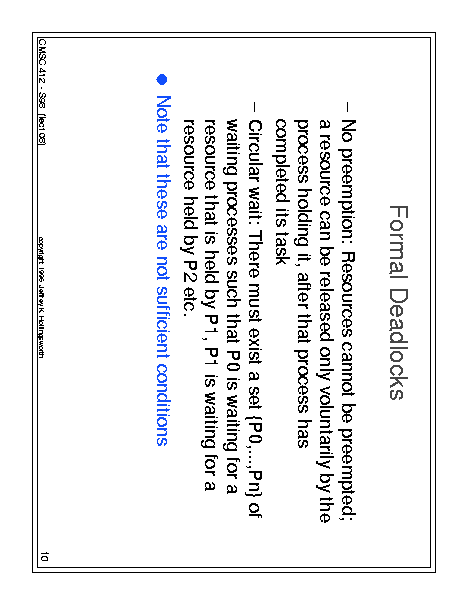 Formal Deadlocks
– No preemption: Resources cannot be preempted;
a resource can be released only voluntarily by the
process holding it, after that process has
completed its task
– Circular wait: There must exist a set {P0,...,Pn} of
waiting processes such that P0 is waiting for a
resource that is held by P1, P1 is waiting for a
resource held by P2 etc.
● Note that these are not sufficient conditions
CMSC 412 - S96 (lect 06)
copyright 1996 Jeffrey K. Hollingsworth
10